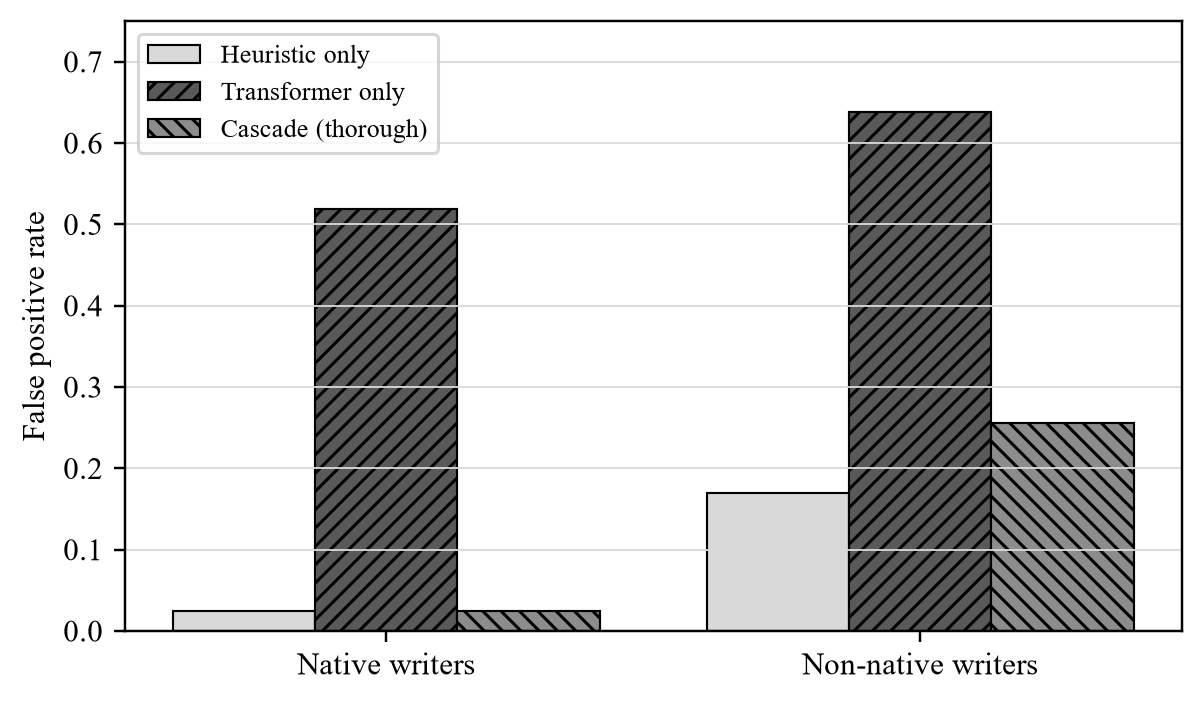 Heuristic only
Transformer only
Cascade (thorough)
False positive rate
0.7
0.6
0.5
0.4
0.3
0.2
0.1
0.0
Native writers
Non-native writers